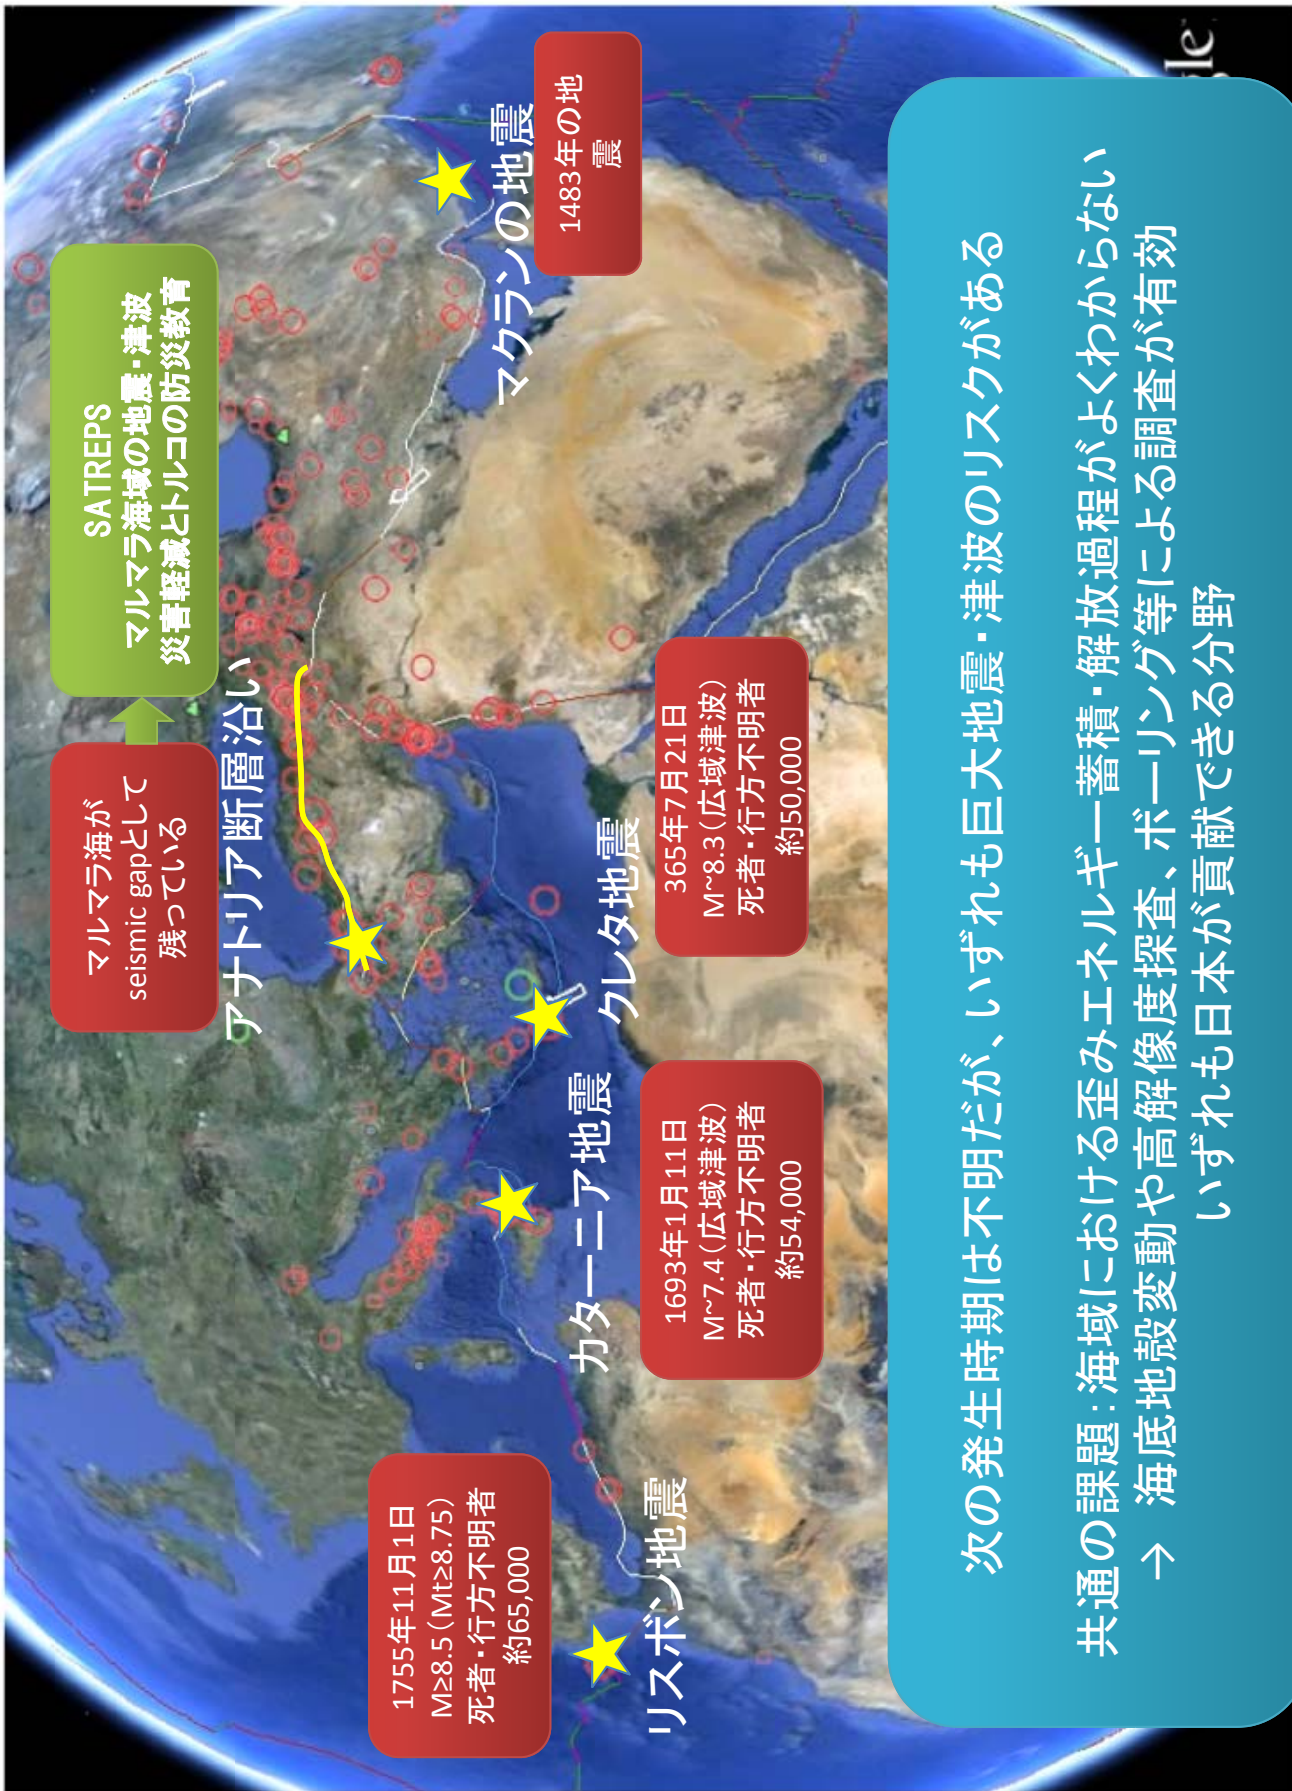 マルマラ海が
seismic gapとして
残っている
SATREPS
マルマラ海域の地震・津波
災害軽減とトルコの防災教育
アナトリア断層沿い
1755年11月1日
M≥8.5（Mt≥8.75）
死者・行方不明者
約65,000
リスボン地震
カターニア地震
1693年1月11日
M~7.4（広域津波）
死者・行方不明者
約54,000
クレタ地震
365年7月21日
M~8.3（広域津波）
死者・行方不明者
約50,000
マクランの地震
1483年の地
震
gle
次の発生時期は不明だが、いずれも巨大地震・津波のリスクがある
共通の課題：海域における歪みエネルギー蓄積・解放過程がよくわからない
→ 海底地殻変動や高解像度探査、ボーリング等による調査が有効
いずれも日本が貢献できる分野